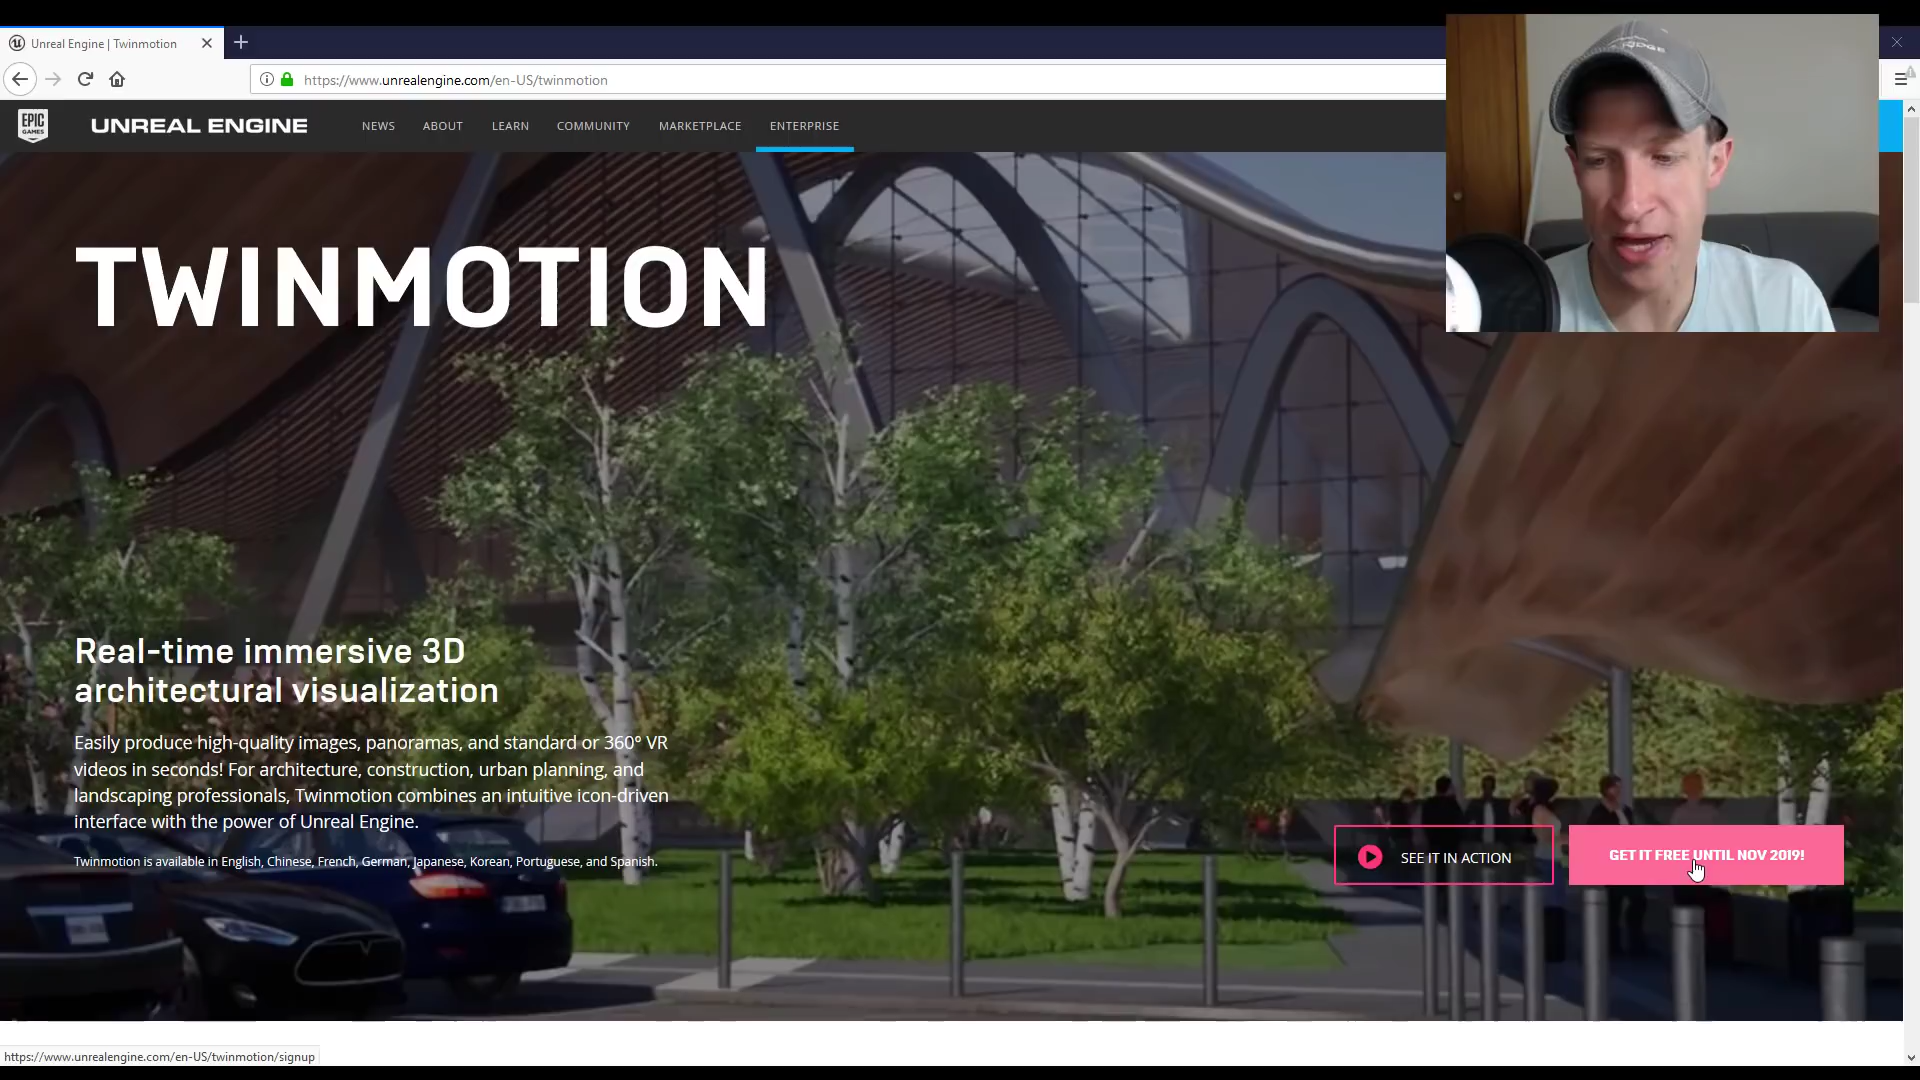 Unreal Engine | Twinmotion
https://www.unrealengine.com/en-US/twinmotion
EPIC GAMES
UNREAL ENGINE
NEWS
ABOUT
LEARN
COMMUNITY
MARKETPLACE
ENTERPRISE
TWINMOTION
Real-time immersive 3D
architectural visualization
Easily produce high-quality images, panoramas, and standard or 360° VR
videos in seconds! For architecture, construction, urban planning, and
landscaping professionals, Twinmotion combines an intuitive icon-driven
interface with the power of Unreal Engine.
Twinmotion is available in English, Chinese, French, German, Japanese, Korean, Portuguese, and Spanish.
SEE IT IN ACTION
GET IT FREE UNTIL NOV 2019!
https://www.unrealengine.com/en-US/twinmotion/signup